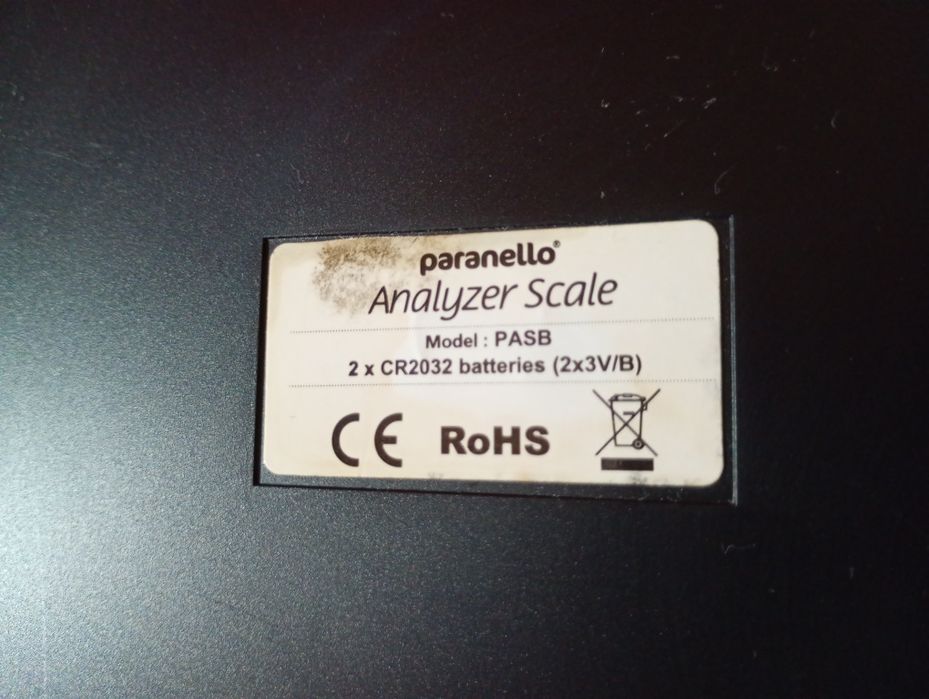 paranello®
Analyzer Scale
Model : PASB
2 x CR2032 batteries (2x3V/B)
CE RoHS